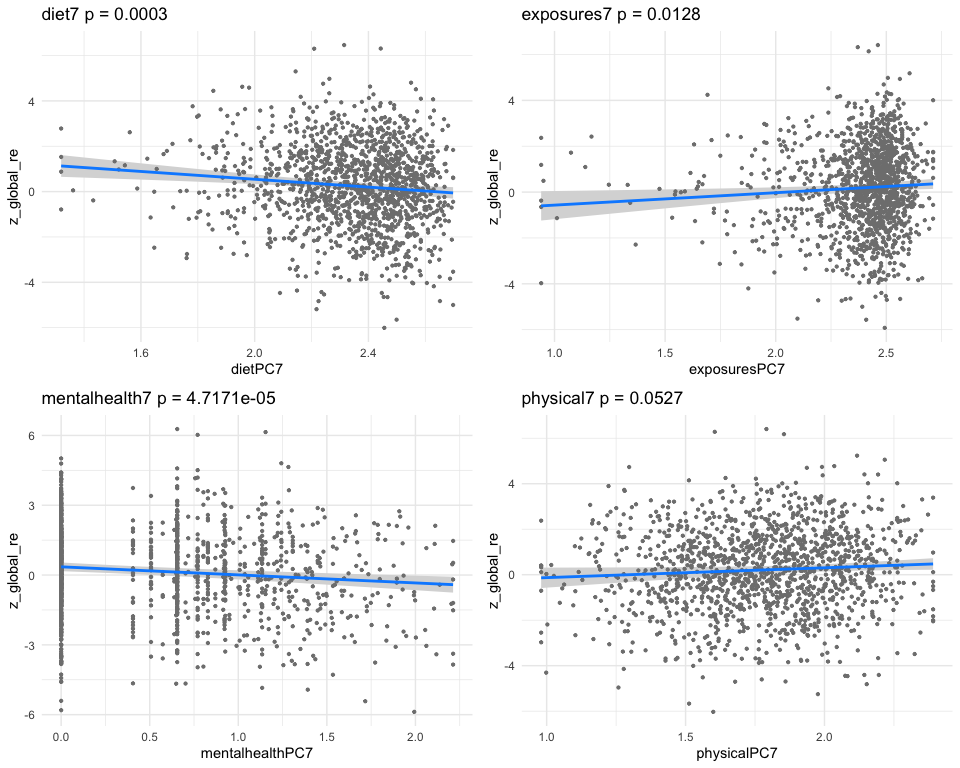 diet7 p = 0.0003
z_global_re
4
0
-4
1.6
2.0
2.4
dietPC7
exposures7 p = 0.0128
z_global_re
4
0
-4
1.0
1.5
2.0
2.5
exposuresPC7
mentalhealth7 p = 4.7171e-05
z_global_re
6
3
0
-3
-6
0.0
0.5
1.0
1.5
2.0
mentalhealthPC7
physical7 p = 0.0527
z_global_re
4
0
-4
1.0
1.5
2.0
physicalPC7